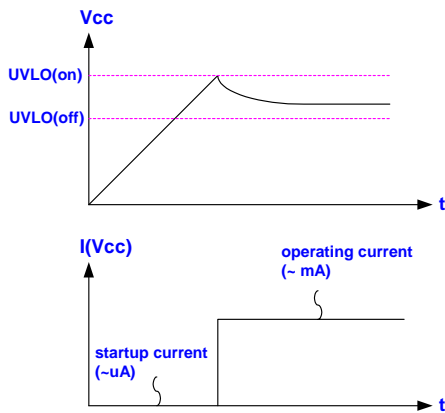 Vcc
UVLO(on)
UVLO(off)
t
I(Vcc)
operating current
(~ mA)
startup current
(~uA)
t